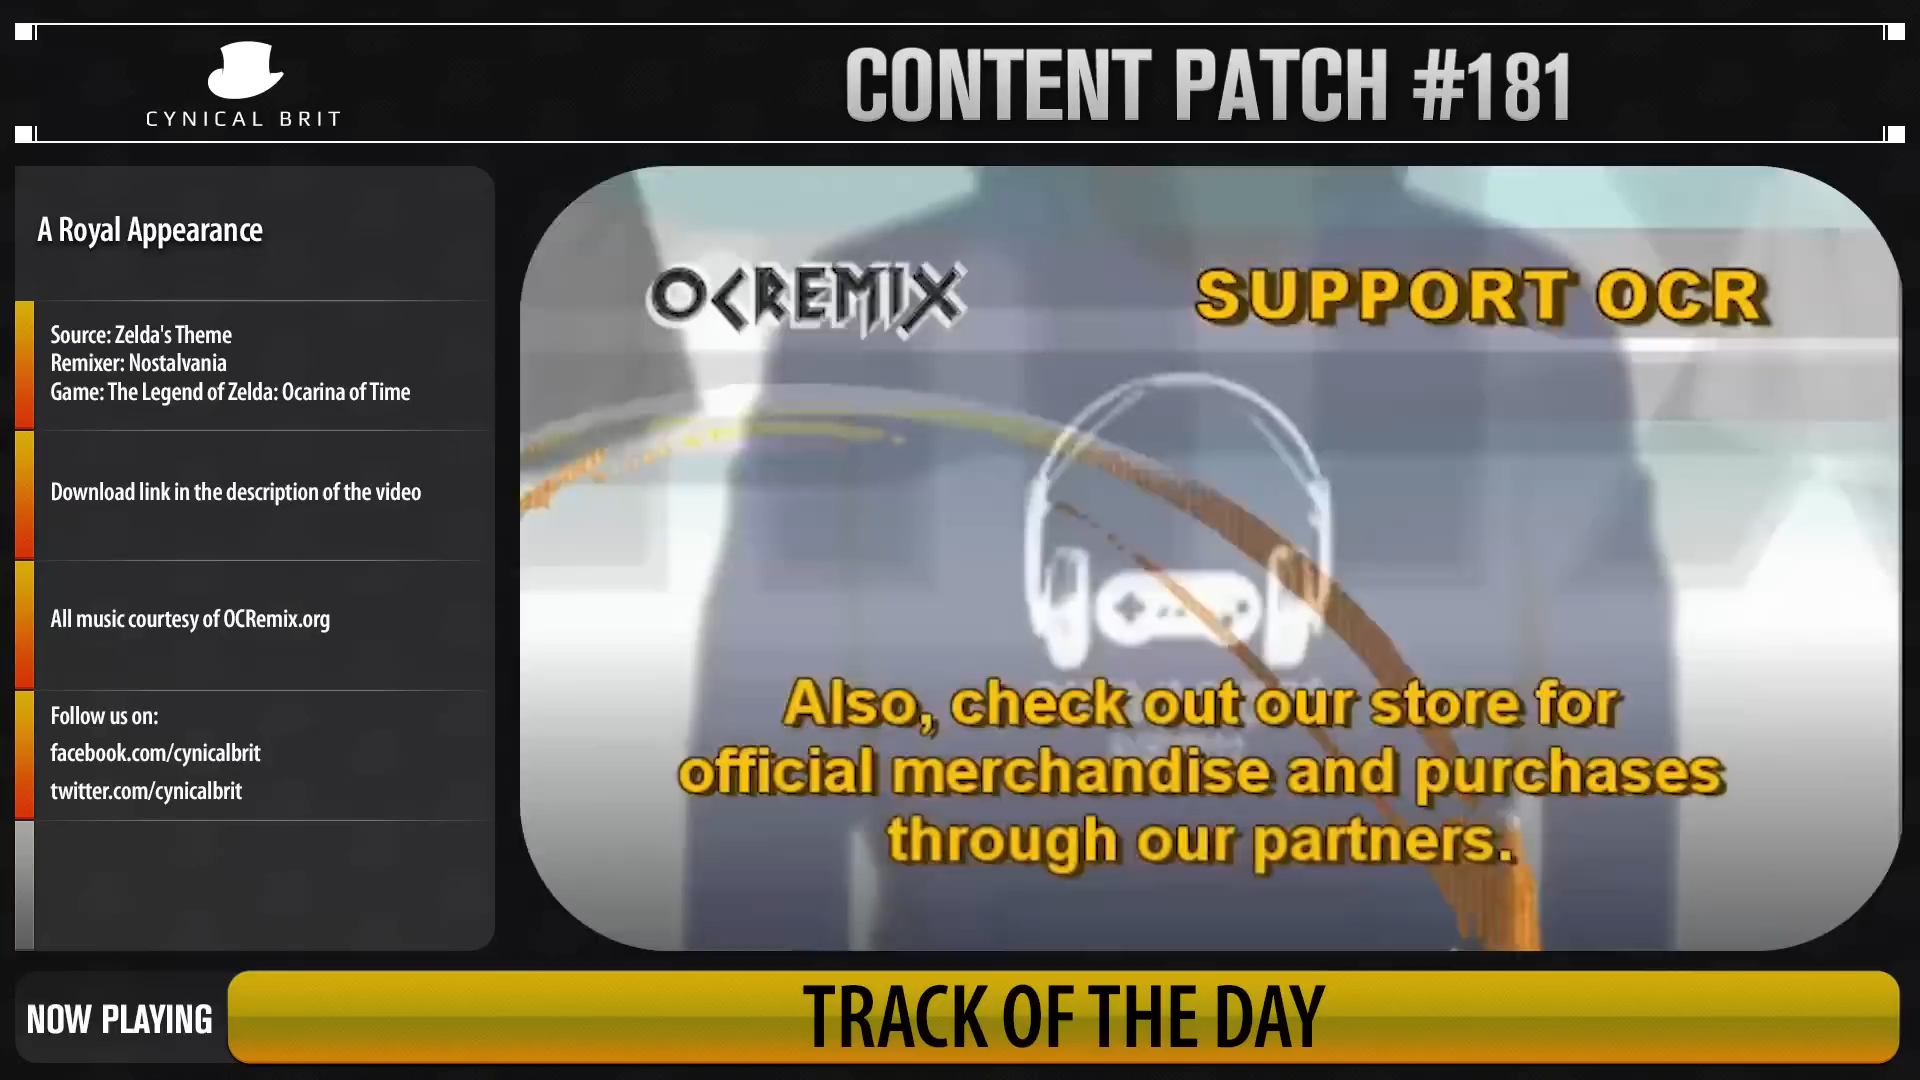 CYNICAL BRIT
CONTENT PATCH #181
A Royal Appearance
Source: Zelda's Theme
Remixer: Nostalvania
Game: The Legend of Zelda: Ocarina of Time
Download link in the description of the video
All music courtesy of OCRemix.org
Follow us on:
facebook.com/cynicalbrit
twitter.com/cynicalbrit
OCREMIX
SUPPORT OCR
Also, check out our store for
official merchandise and purchases
through our partners.
NOW PLAYING
TRACK OF THE DAY